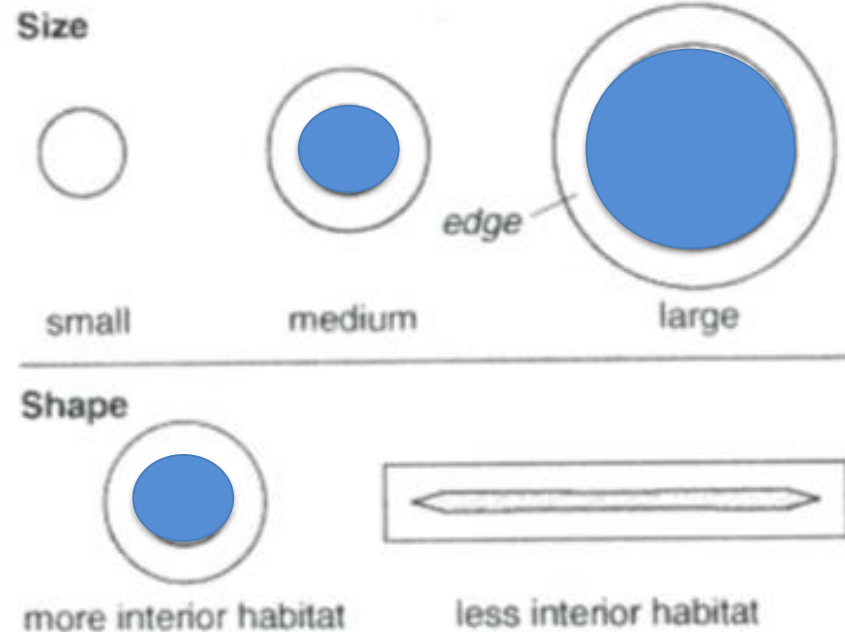 Size
edge
small
medium
large
Shape
more interior habitat
less interior habitat